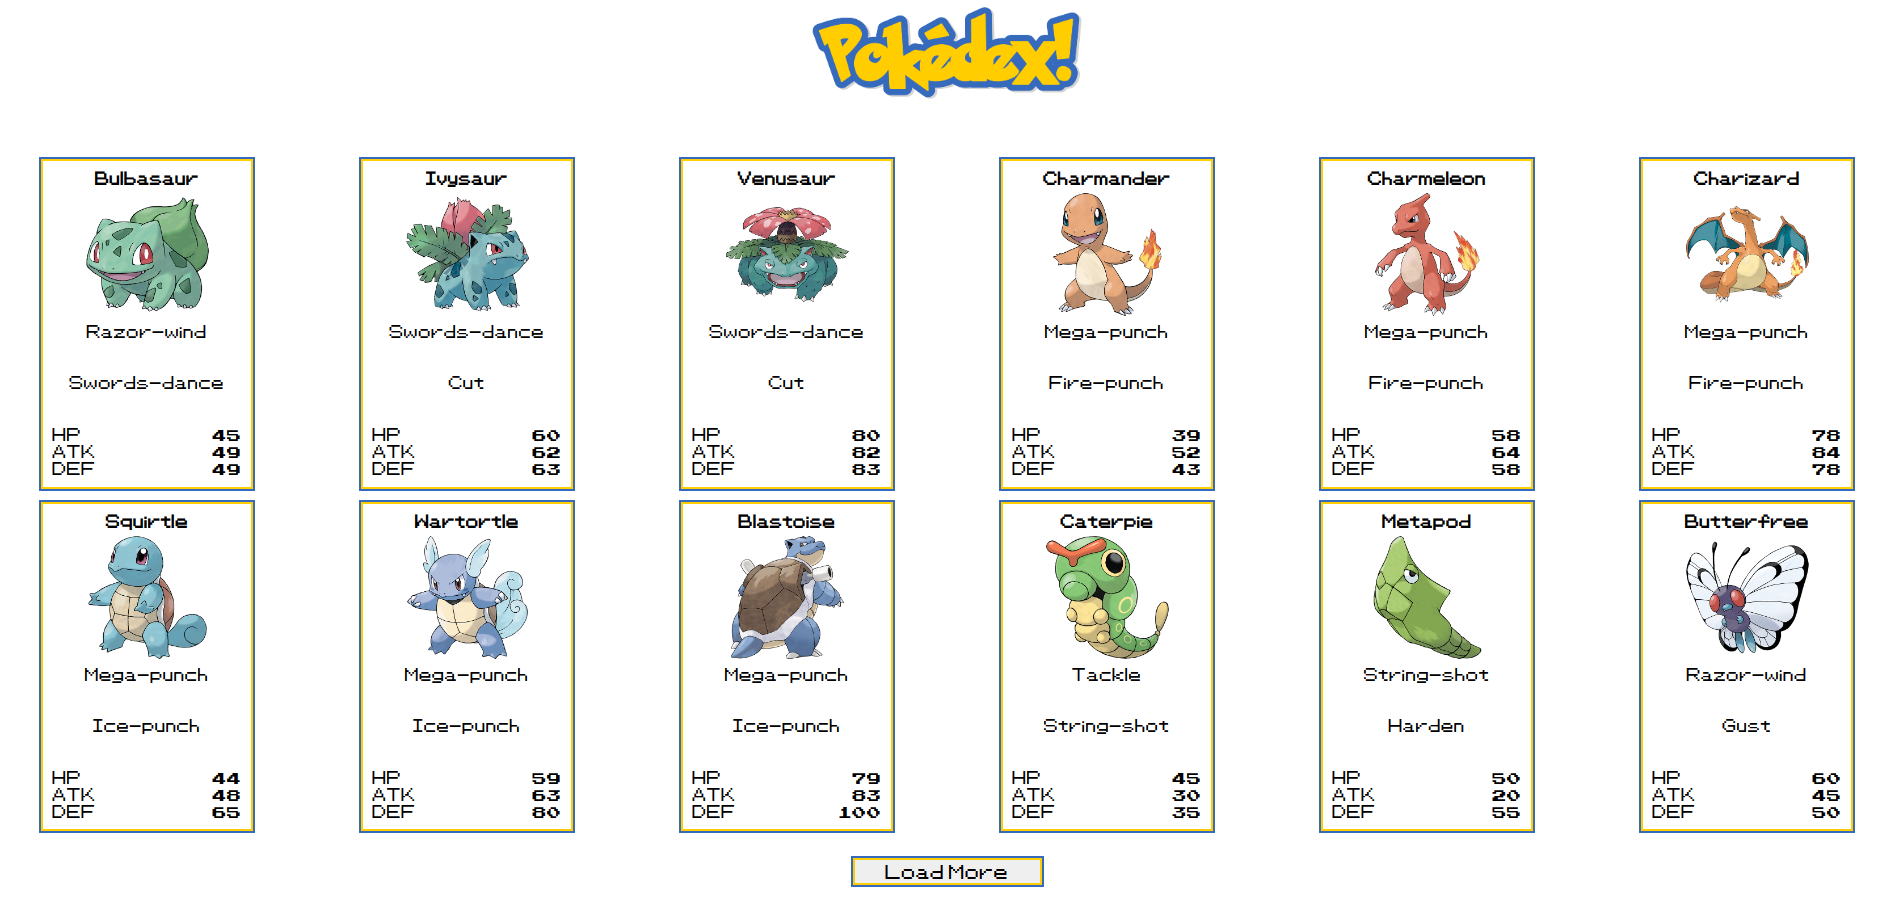 Pokédex!
Bulbasaur
Razor-wind
Swords-dance
HP 45
ATK 49
DEF 49
Ivysaur
Swords-dance
Cut
HP 60
ATK 62
DEF 63
Venusaur
Swords-dance
Cut
HP 80
ATK 82
DEF 83
Charmander
Mega-punch
Fire-punch
HP 39
ATK 52
DEF 43
Charmeleon
Mega-punch
Fire-punch
HP 58
ATK 64
DEF 58
Charizard
Mega-punch
Fire-punch
HP 78
ATK 84
DEF 78
Squirtle
Mega-punch
Ice-punch
HP 44
ATK 48
DEF 65
Wartortle
Mega-punch
Ice-punch
HP 59
ATK 63
DEF 80
Blastoise
Mega-punch
Ice-punch
HP 79
ATK 83
DEF 100
Caterpie
Tackle
String-shot
HP 45
ATK 30
DEF 35
Metapod
String-shot
Harden
HP 50
ATK 20
DEF 55
Butterfree
Razor-wind
Gust
HP 60
ATK 45
DEF 50
Load More